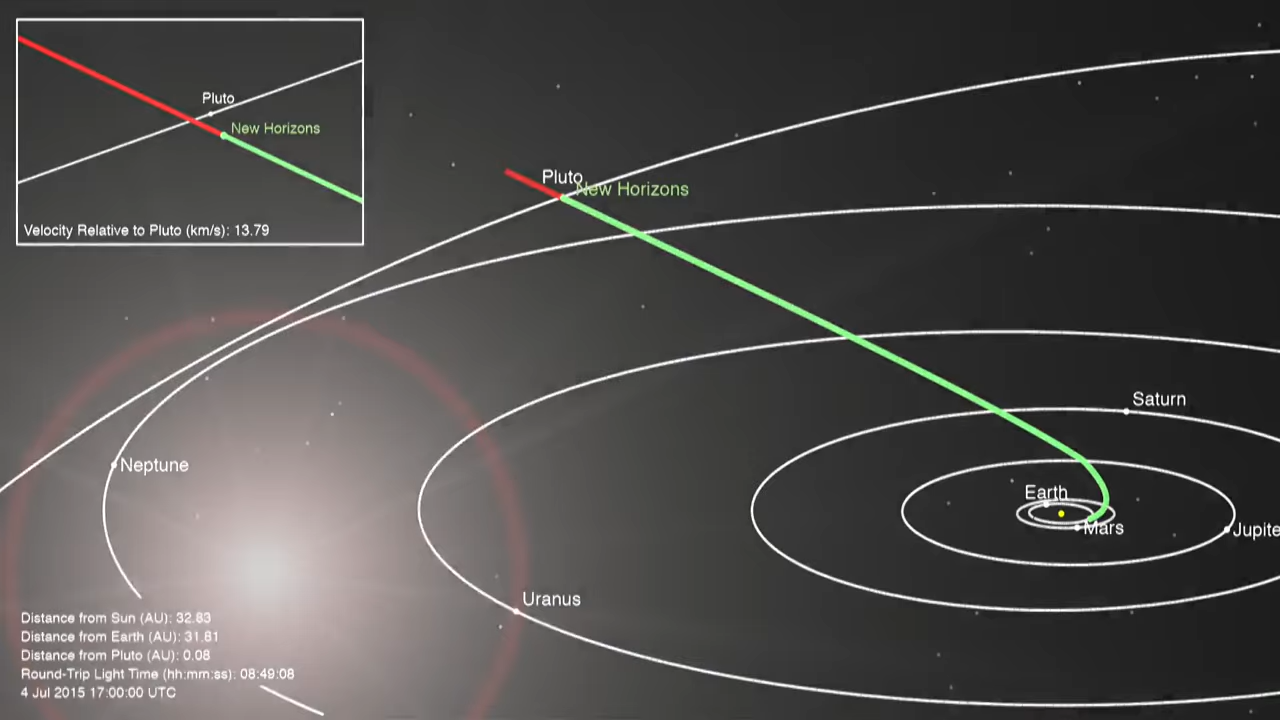 Pluto
New Horizons
Velocity Relative to Pluto (km/s): 13.79
Pluto
New Horizons
Saturn
Neptune
Earth
Mars
Jupite
Uranus
Distance from Sun (AU): 32.83
Distance from Earth (AU): 31.81
Distance from Pluto (AU): 0.08
Round-Trip Light Time (hh:mm:ss): 08:49:08
4 Jul 2015 17:00:00 UTC